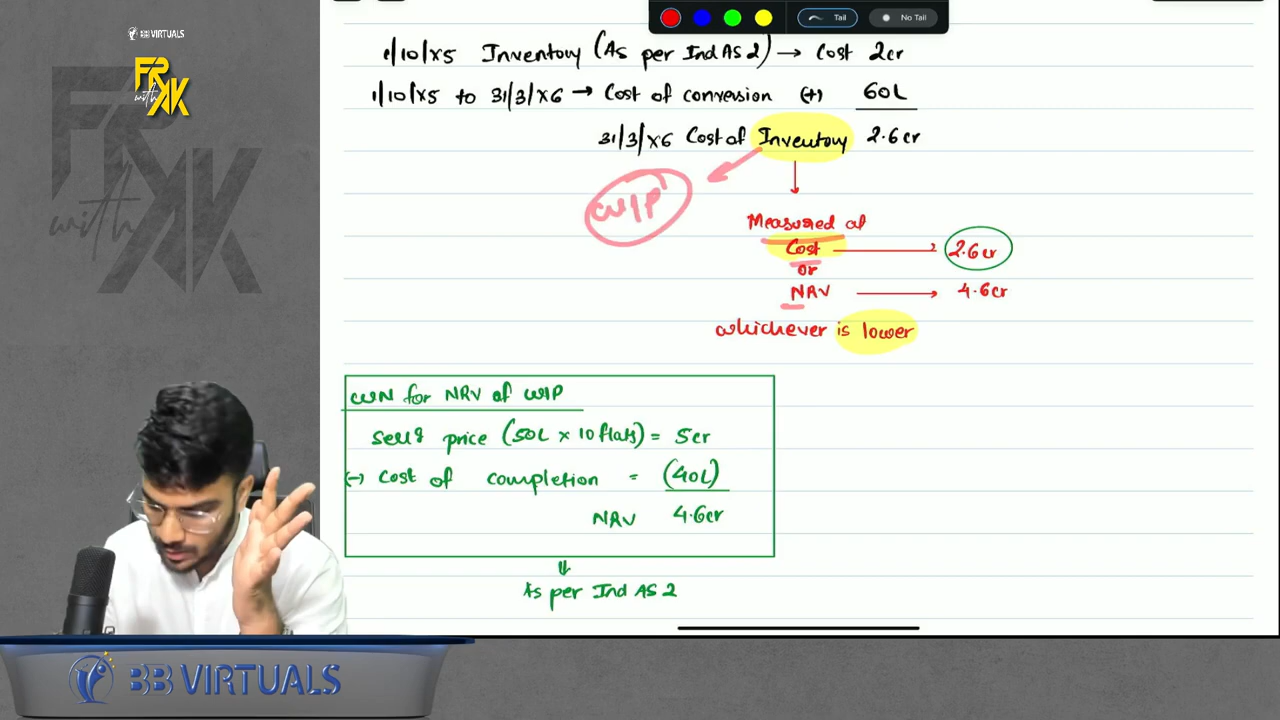 BB VIRTUALS
FR
with
AK
FR
with
AK
Tail
No Tail
1/10/x5 Inventory (As per Ind AS 2) → Cost 2cr
1/10/x5 to 31/3/x6 → Cost of conversion (+) 60L
31/3/x6 Cost of Inventory 2.6cr
WIP
Measured at
Cost → 2.6cr
or
NRV → 4.6cr
whichever is lower
WN for NRV of WIP
Sell? price (50L x 10 flats) = 5cr
(-) Cost of completion = (40L)
NRV 4.6cr
⇓
As per Ind AS 2
BB VIRTUALS